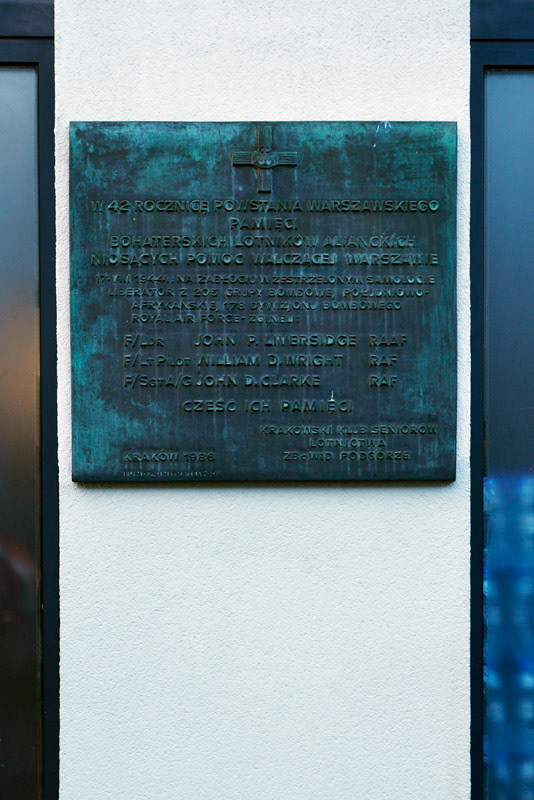 W 42 ROCZNICĘ POWSTANIA WARSZAWSKIEGO
PAMIĘCI
BOHATERSKICH LOTNIKÓW ALIANCKICH
NIOSĄCYCH POMOC WALCZĄCEJ WARSZAWIE
17.VIII.1944 R. NA ZABŁOCIU W ZESTRZELONYM SAMOLOCIE
LIBERATOR Z 205 GRUPY BOMBOWEJ, POŁUDNIOWO-
AFRYKAŃSKIEJ, 178 DYWIZJONU BOMBOWEGO
ROYAL AIR FORCE - ZGINĘLI:
F/LDR JOHN P. LIVERSIDGE RAAF
F/LT PILOT WILLIAM D. WRIGHT RAF
F/SGT A/G JOHN D. CLARKE RAF
CZEŚĆ ICH PAMIĘCI
KRAKOWSKI KLUB SENIORÓW
LOTNICTWA
KRAKÓW 1986 ZBoWiD PODGÓRZE